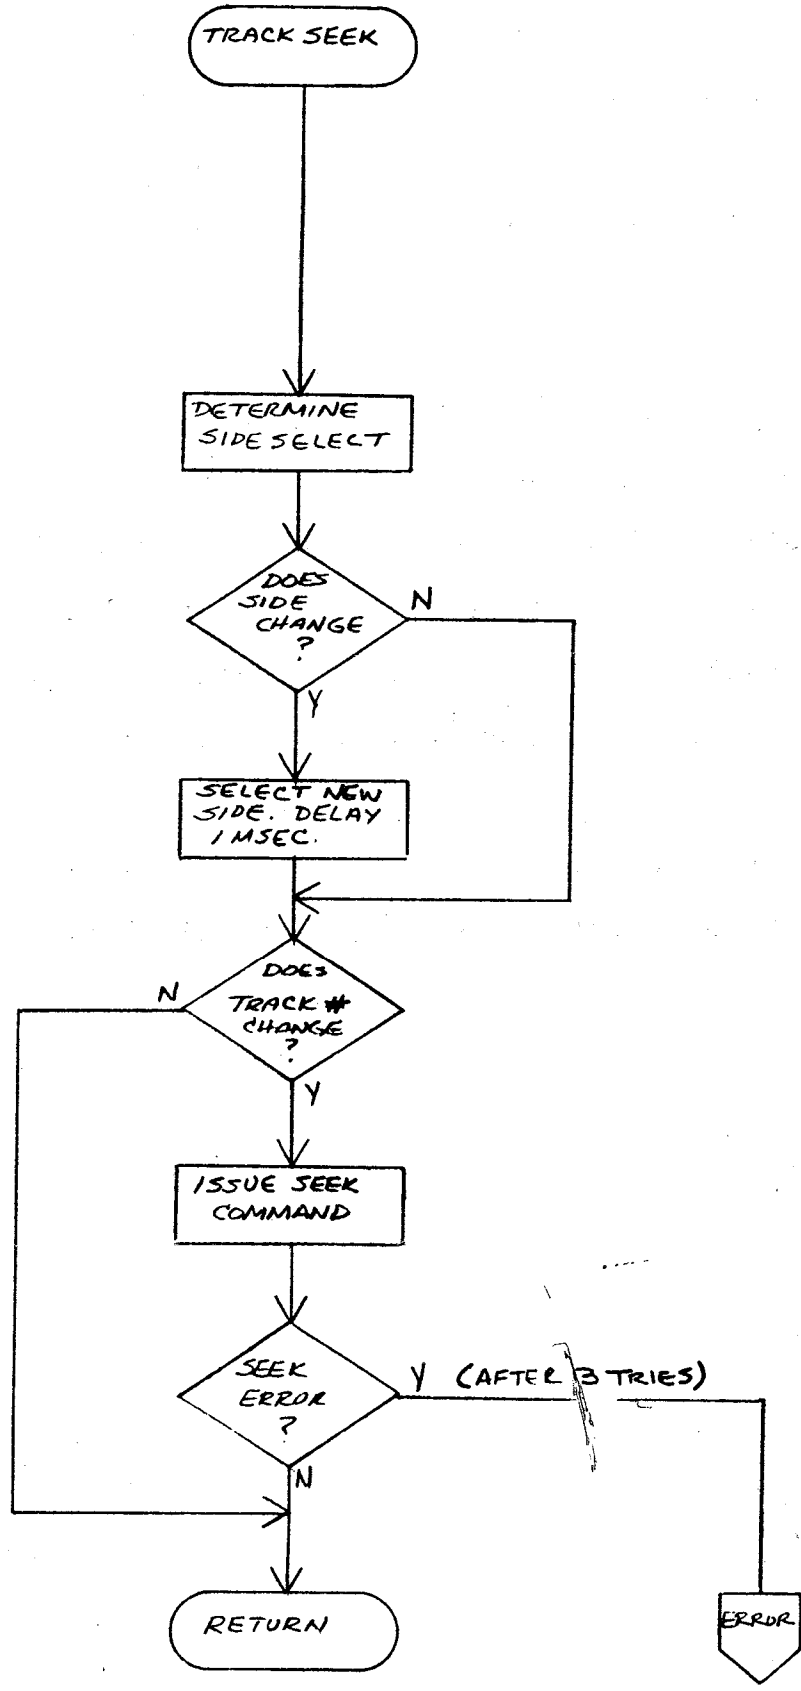 TRACK SEEK
DETERMINE
SIDE SELECT
DOES
SIDE
CHANGE
?
N
Y
SELECT NEW
SIDE. DELAY
1 MSEC.
DOES
TRACK #
CHANGE
?
N
Y
ISSUE SEEK
COMMAND
SEEK
ERROR
?
Y (AFTER 3 TRIES)
N
RETURN
ERROR